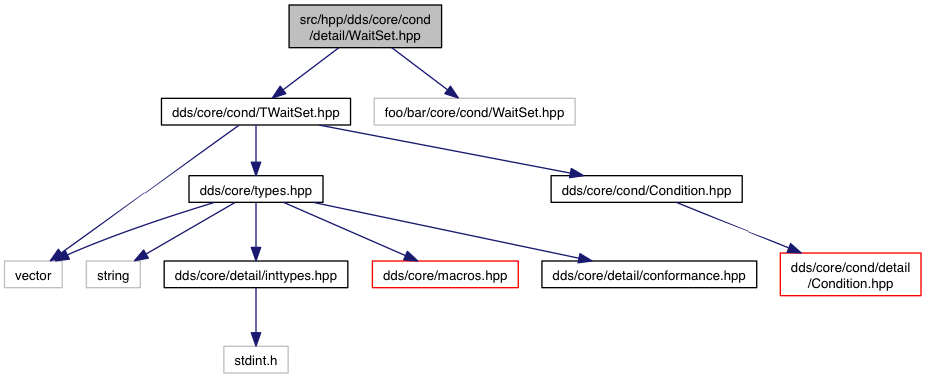 src/hpp/dds/core/cond
/detail/WaitSet.hpp
dds/core/cond/TWaitSet.hpp
foo/bar/core/cond/WaitSet.hpp
dds/core/types.hpp
dds/core/cond/Condition.hpp
vector
string
dds/core/detail/inttypes.hpp
dds/core/macros.hpp
dds/core/detail/conformance.hpp
dds/core/cond/detail
/Condition.hpp
stdint.h